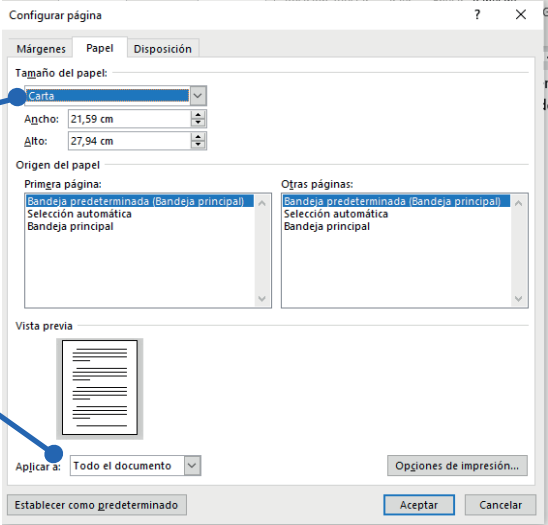 Configurar página
? ×
Márgenes Papel Disposición
Tamaño del papel:
Carta
Ancho: 21,59 cm
Alto: 27,94 cm
Origen del papel
Primera página: Otras páginas:
Bandeja predeterminada (Bandeja principal) Bandeja predeterminada (Bandeja principal)
Selección automática Selección automática
Bandeja principal Bandeja principal
Vista previa
Aplicar a: Todo el documento Opciones de impresión...
Establecer como predeterminado Aceptar Cancelar